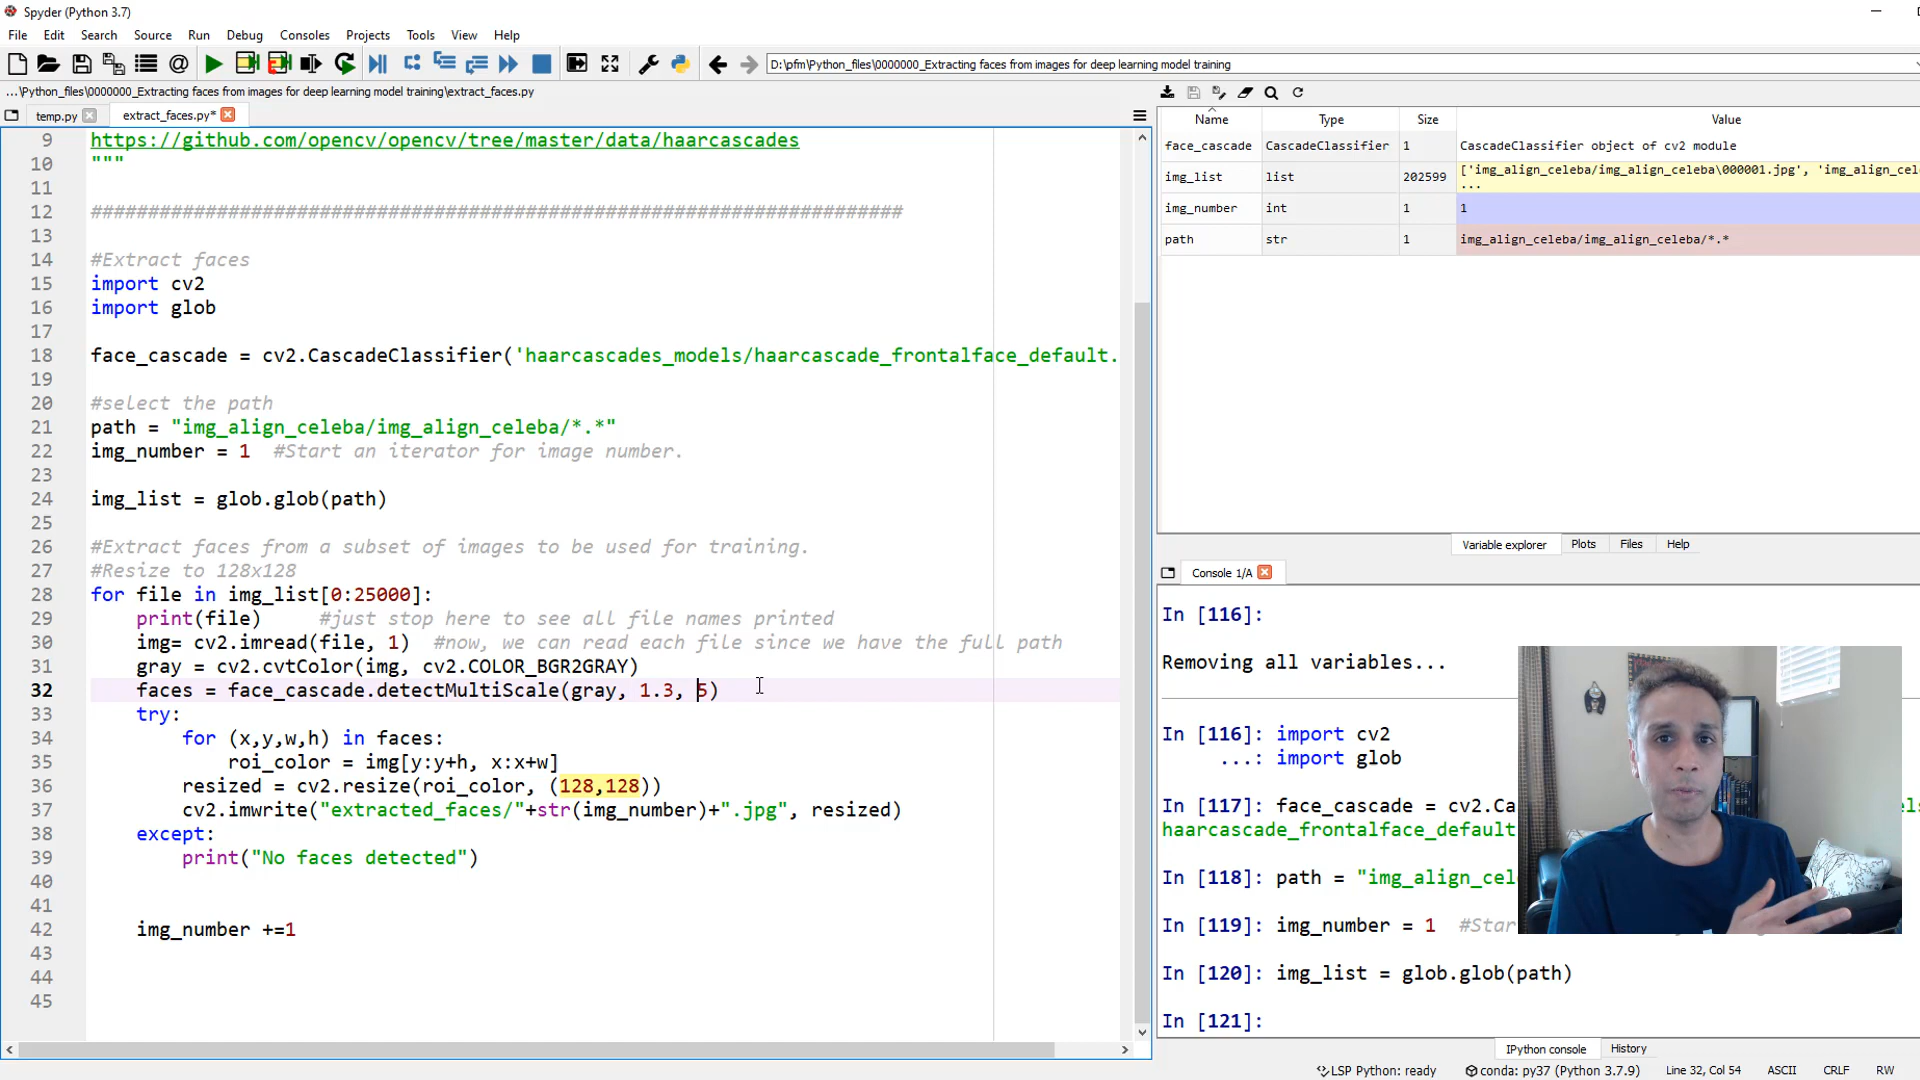 Spyder (Python 3.7)
File Edit Search Source Run Debug Consoles Projects Tools View Help
D:\pfm\Python_files\0000000_Extracting faces from images for deep learning model training
...\Python_files\0000000_Extracting faces from images for deep learning model training\extract_faces.py
temp.py
extract_faces.py*
9 https://github.com/opencv/opencv/tree/master/data/haarcascades
10 """
11
12 #######################################################################
13
14 #Extract faces
15 import cv2
16 import glob
17
18 face_cascade = cv2.CascadeClassifier('haarcascades_models/haarcascade_frontalface_default.
19
20 #select the path
21 path = "img_align_celeba/img_align_celeba/*.*"
22 img_number = 1  #Start an iterator for image number.
23
24 img_list = glob.glob(path)
25
26 #Extract faces from a subset of images to be used for training.
27 #Resize to 128x128
28 for file in img_list[0:25000]:
29     print(file)     #just stop here to see all file names printed
30     img= cv2.imread(file, 1)  #now, we can read each file since we have the full path
31     gray = cv2.cvtColor(img, cv2.COLOR_BGR2GRAY)
32     faces = face_cascade.detectMultiScale(gray, 1.3, 5)
33     try:
34         for (x,y,w,h) in faces:
35             roi_color = img[y:y+h, x:x+w]
36         resized = cv2.resize(roi_color, (128,128))
37         cv2.imwrite("extracted_faces/"+str(img_number)+".jpg", resized)
38     except:
39         print("No faces detected")
40
41
42     img_number +=1
43
44
45
Name Type Size Value
face_cascade CascadeClassifier 1 CascadeClassifier object of cv2 module
img_list list 202599 ['img_align_celeba/img_align_celeba\000001.jpg', 'img_align_cel
...
img_number int 1 1
path str 1 img_align_celeba/img_align_celeba/*.*
Variable explorer Plots Files Help
Console 1/A
In [116]:
Removing all variables...
In [116]: import cv2
...: import glob
In [117]: face_cascade = cv2.Ca
haarcascade_frontalface_default
In [118]: path = "img_align_cel
In [119]: img_number = 1  #Star
In [120]: img_list = glob.glob(path)
In [121]:
IPython console History
LSP Python: ready conda: py37 (Python 3.7.9) Line 32, Col 54 ASCII CRLF RW